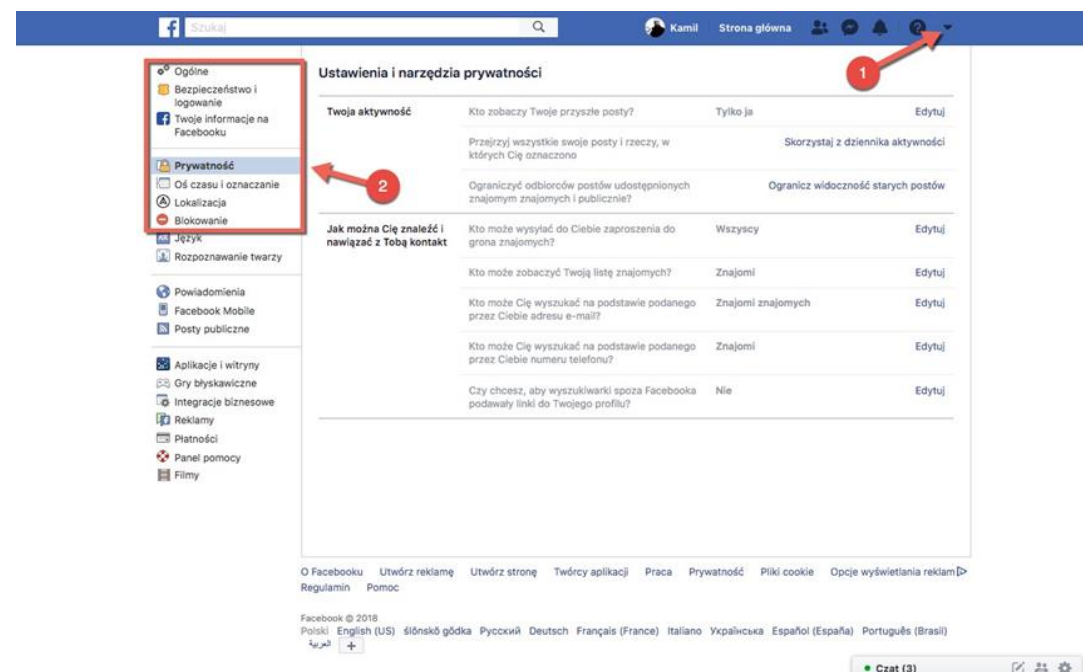 Szukaj
Kamil Strona główna
1
Ogólne
Bezpieczeństwo i
logowanie
Twoje informacje na
Facebooku
Prywatność
Oś czasu i oznaczanie
Lokalizacja
Blokowanie
Język
Rozpoznawanie twarzy
Powiadomienia
Facebook Mobile
Posty publiczne
Aplikacje i witryny
Gry błyskawiczne
Integracje biznesowe
Reklamy
Płatności
Panel pomocy
Filmy
2
Ustawienia i narzędzia prywatności
Twoja aktywność Kto zobaczy Twoje przyszłe posty? Tylko ja Edytuj
Przejrzyj wszystkie swoje posty i rzeczy, w Skorzystaj z dziennika aktywności
których Cię oznaczono
Ograniczyć odbiorców postów udostępnionych Ogranicz widoczność starych postów
znajomym znajomych i publicznie?
Jak można Cię znaleźć i Kto może wysyłać do Ciebie zaproszenia do Wszyscy Edytuj
nawiązać z Tobą kontakt grona znajomych?
Kto może zobaczyć Twoją listę znajomych? Znajomi Edytuj
Kto może Cię wyszukać na podstawie podanego Znajomi znajomych Edytuj
przez Ciebie adresu e-mail?
Kto może Cię wyszukać na podstawie podanego Znajomi Edytuj
przez Ciebie numeru telefonu?
Czy chcesz, aby wyszukiwarki spoza Facebooka Nie Edytuj
podawały linki do Twojego profilu?
O Facebooku Utwórz reklamę Utwórz stronę Twórcy aplikacji Praca Prywatność Pliki cookie Opcje wyświetlania reklam
Regulamin Pomoc
Facebook © 2018
Polski English (US) ślōnskŏ gŏdka Русский Deutsch Français (France) Italiano Українська Español (España) Português (Brasil)
العربية +
Czat (3)